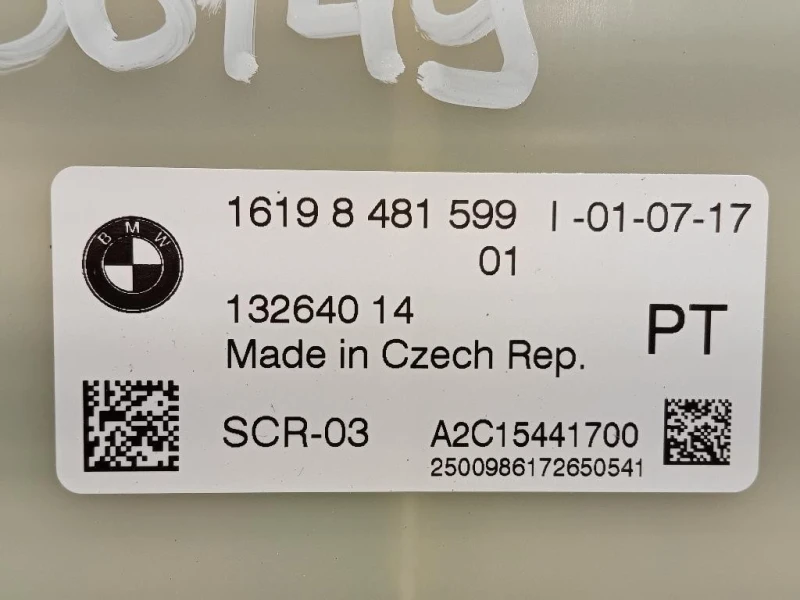 1619 8 481 599 I -01-07-17
01
BMW
132640 14
PT
Made in Czech Rep.
SCR-03 A2C15441700
2500986172650541